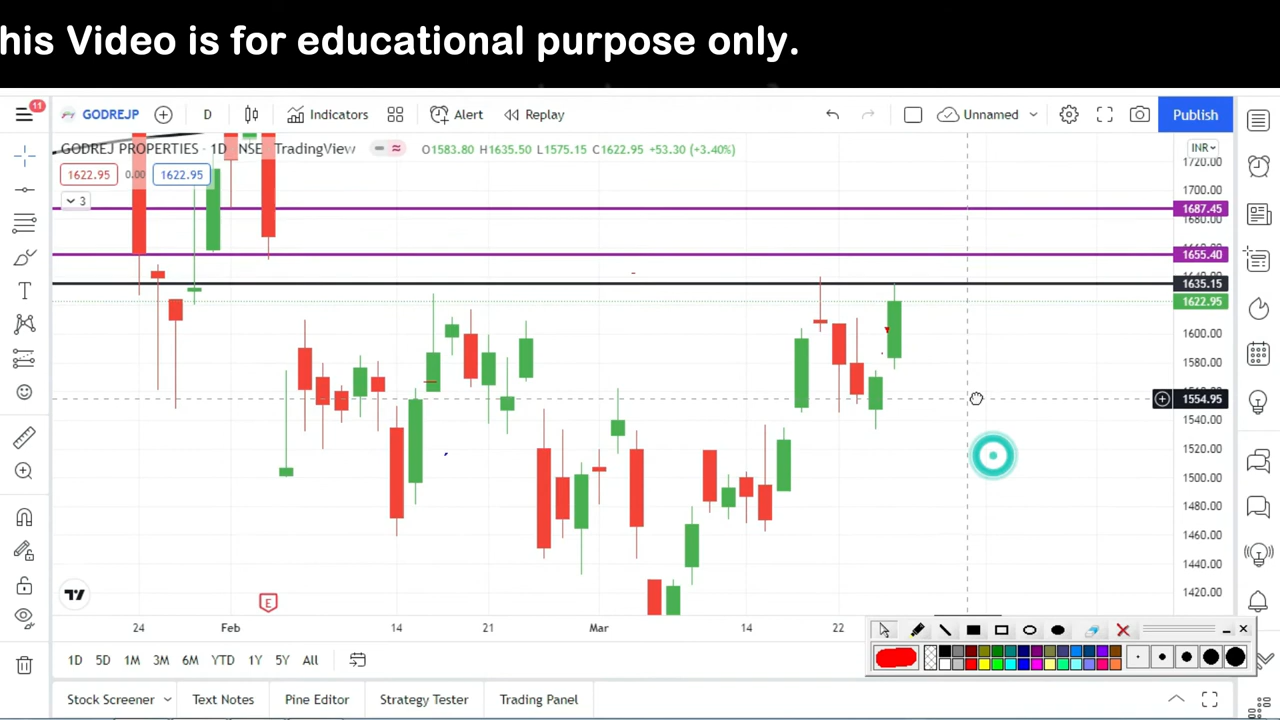 his Video is for educational purpose only.
11
GODREJP
D
Indicators
Alert
Replay
Unnamed
Publish
GODREJ PROPERTIES · 1D NSE TradingView
O1583.80 H1635.50 L1575.15 C1622.95 +53.30 (+3.40%)
INR
1622.95
0.00
1622.95
3
1720.00
1700.00
1687.45
1680.00
1655.40
1635.15
1622.95
1600.00
1580.00
1554.95
1540.00
1520.00
1500.00
1480.00
1460.00
1440.00
1420.00
E
24
Feb
14
21
Mar
14
22
1D
5D
1M
3M
6M
YTD
1Y
5Y
All
Stock Screener
Text Notes
Pine Editor
Strategy Tester
Trading Panel